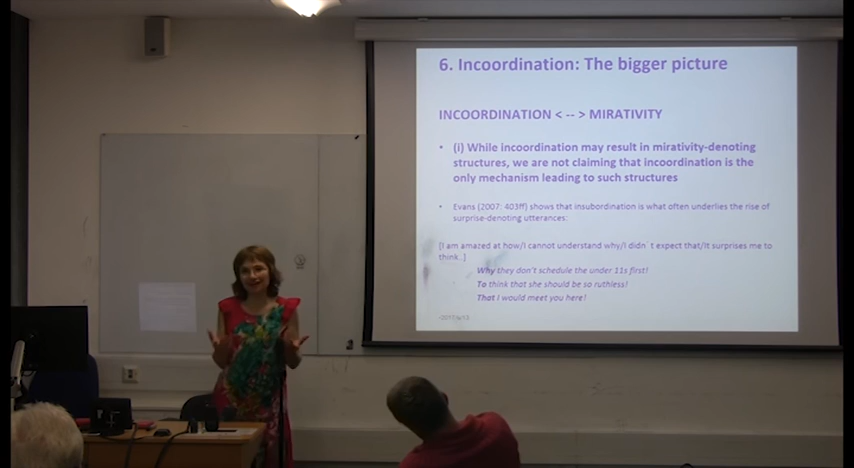 6. Incoordination: The bigger picture
INCOORDINATION < -- > MIRATIVITY
• (i) While incoordination may result in mirativity-denoting
structures, we are not claiming that incoordination is the
only mechanism leading to such structures
• Evans (2007: 403ff) shows that insubordination is what often underlies the rise of
surprise-denoting utterances:
[I am amazed at how/I cannot understand why/I didn´t expect that/It surprises me to
think..]
Why they don't schedule the under 11s first!
To think that she should be so ruthless!
That I would meet you here!